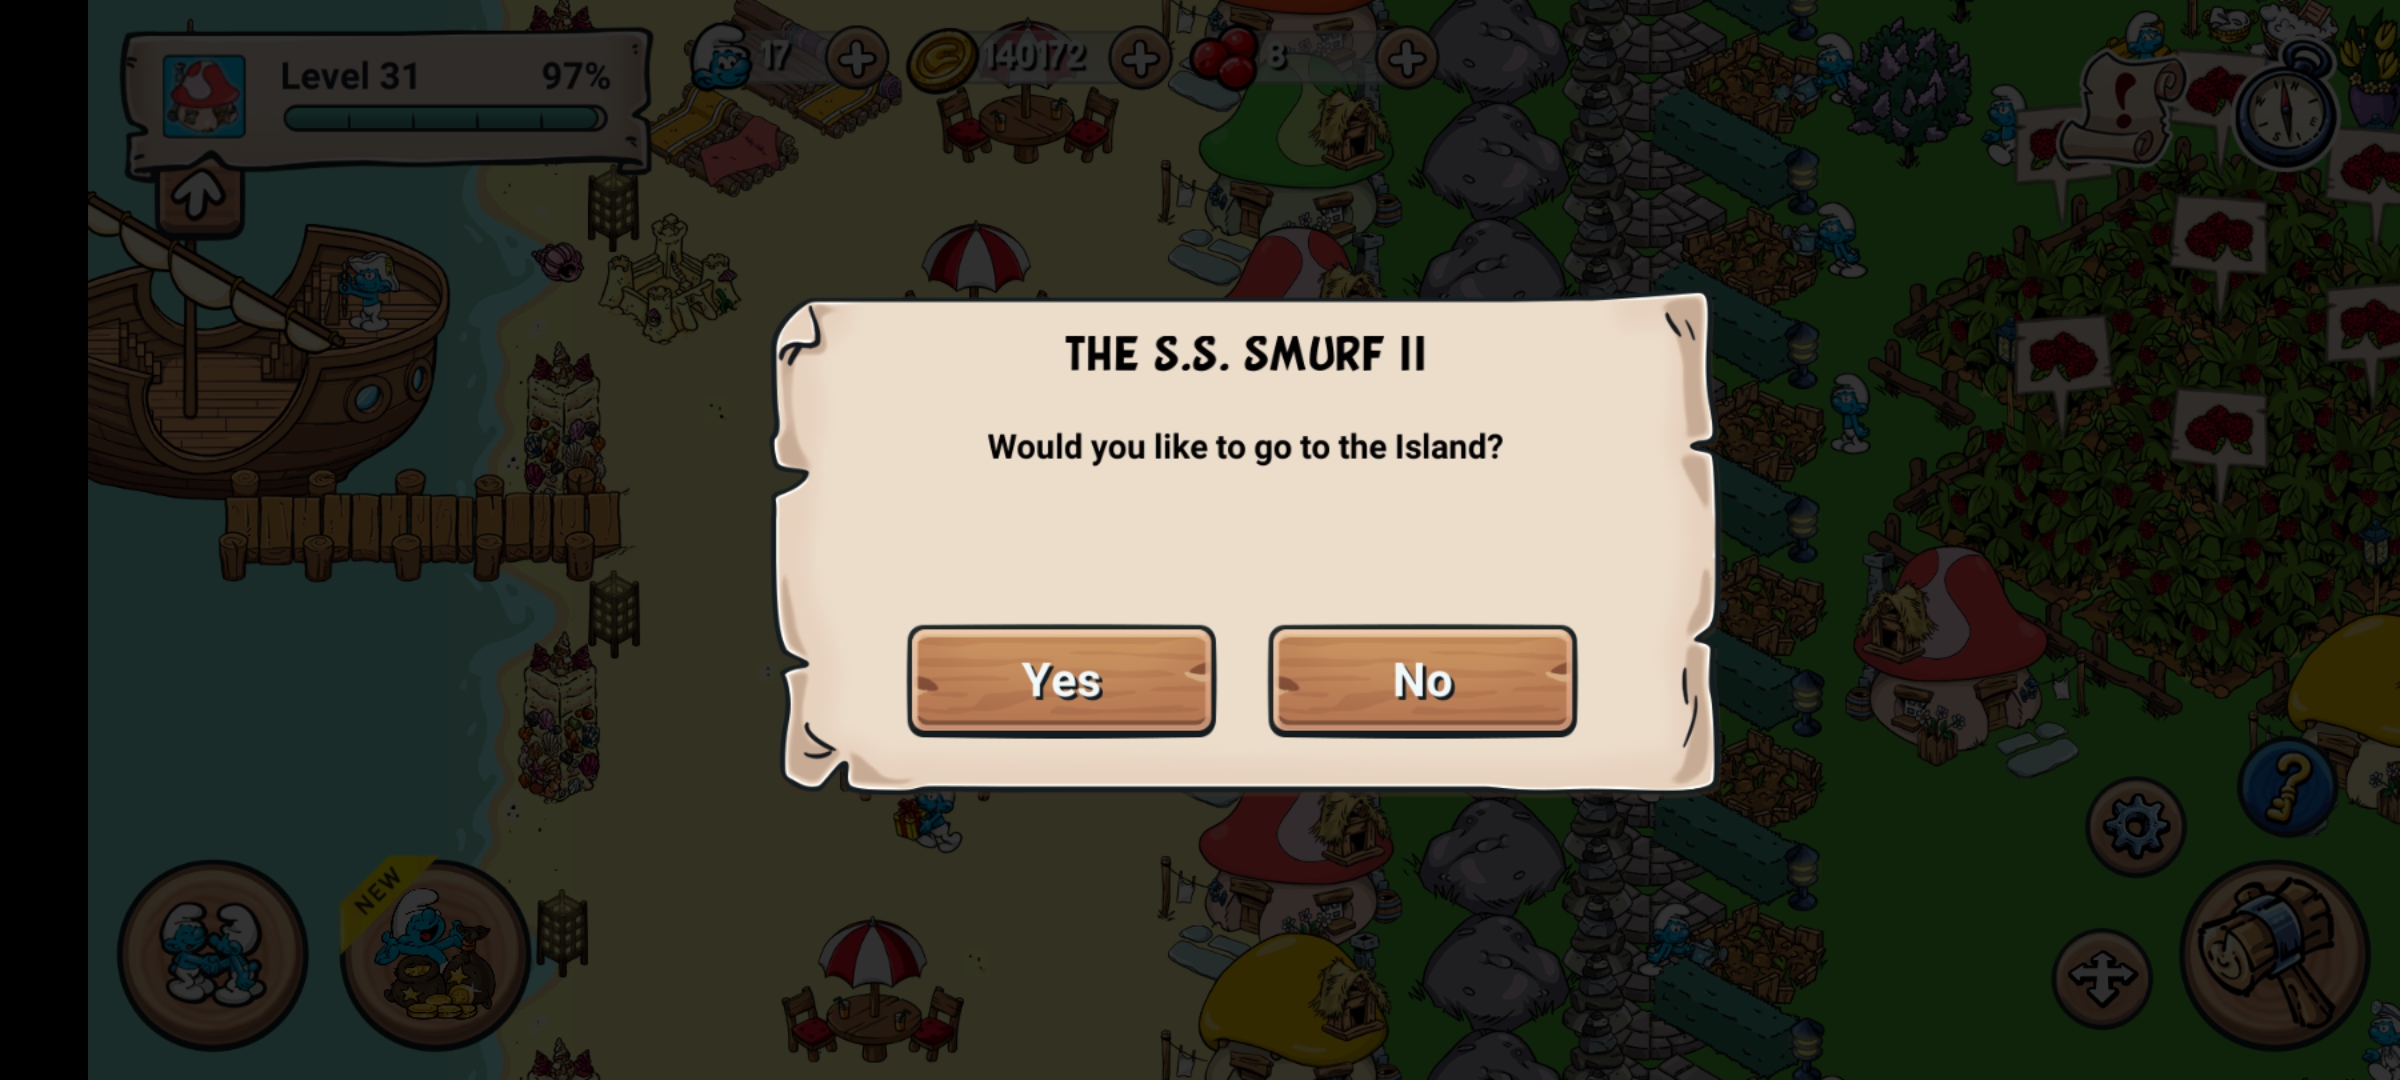 Level 31 97%
17
140172
8
THE S.S. SMURF II
Would you like to go to the Island?
Yes
No
NEW